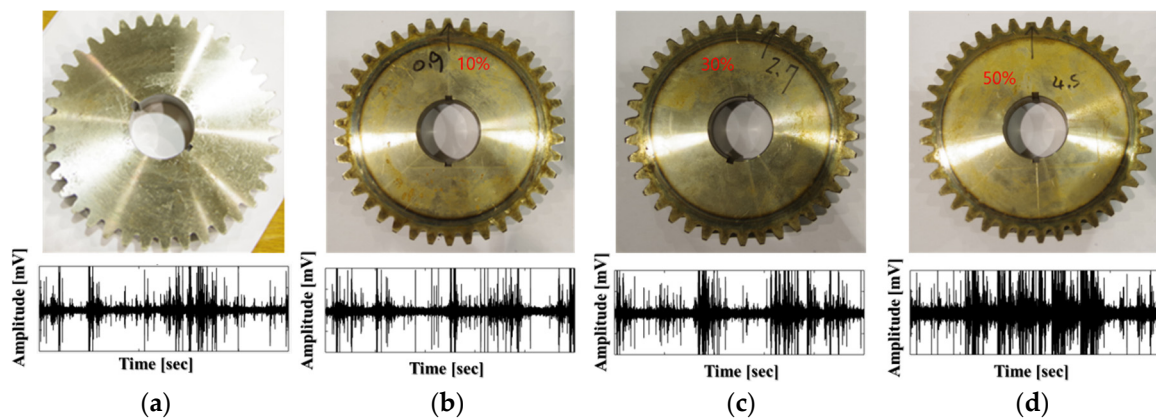 0.9
10%
30%
2.7
50%
4.5
Amplitude [mV]
Time [sec]
Amplitude [mV]
Time [sec]
Amplitude [mV]
Time [sec]
Amplitude [mV]
Time [sec]
(a)
(b)
(c)
(d)